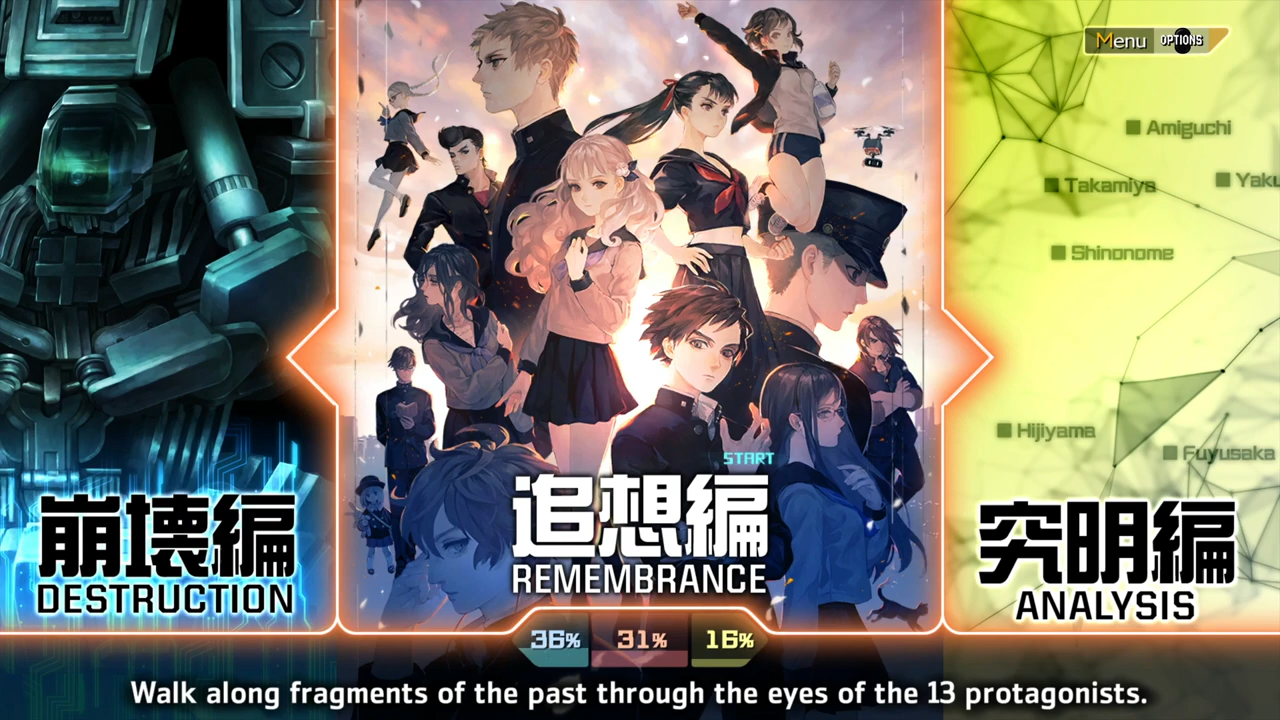 Menu OPTIONS
Amiguchi
Takamiya
Yaku
Shinonome
Hijiyama
Fuyusaka
START
崩壊編
DESTRUCTION
追想編
REMEMBRANCE
究明編
ANALYSIS
36% 31% 16%
Walk along fragments of the past through the eyes of the 13 protagonists.